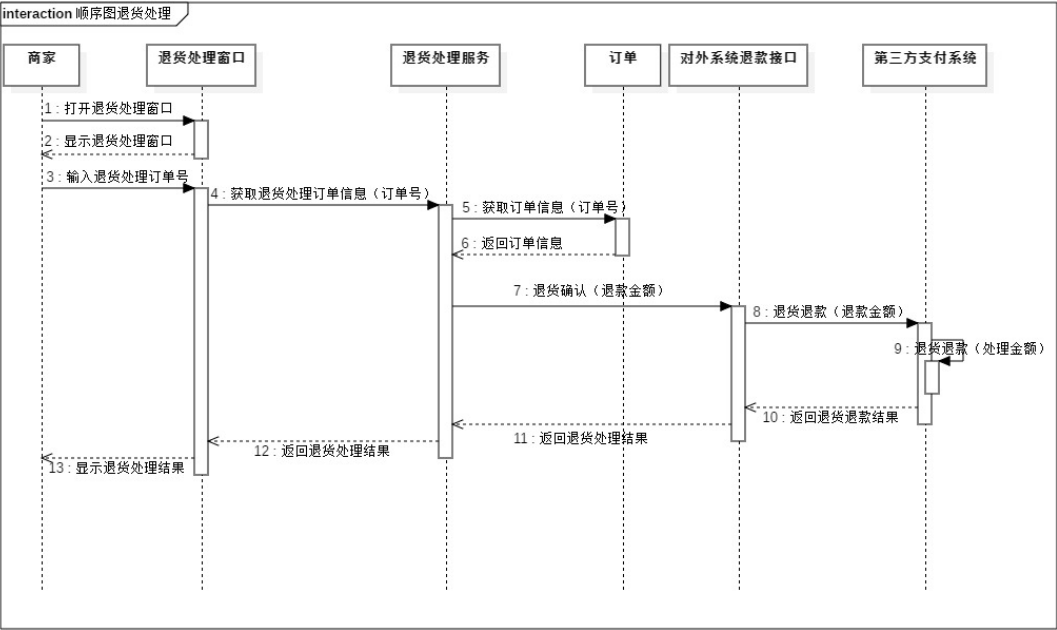 interaction 顺序图退货处理
商家
退货处理窗口
退货处理服务
订单
对外系统退款接口
第三方支付系统
1 : 打开退货处理窗口
2 : 显示退货处理窗口
3 : 输入退货处理订单号
4 : 获取退货处理订单信息（订单号）
5 : 获取订单信息（订单号）
6 : 返回订单信息
7 : 退货确认（退款金额）
8 : 退货退款（退款金额）
9 : 退货退款（处理金额）
10 : 返回退货退款结果
11 : 返回退货处理结果
12 : 返回退货处理结果
13 : 显示退货处理结果